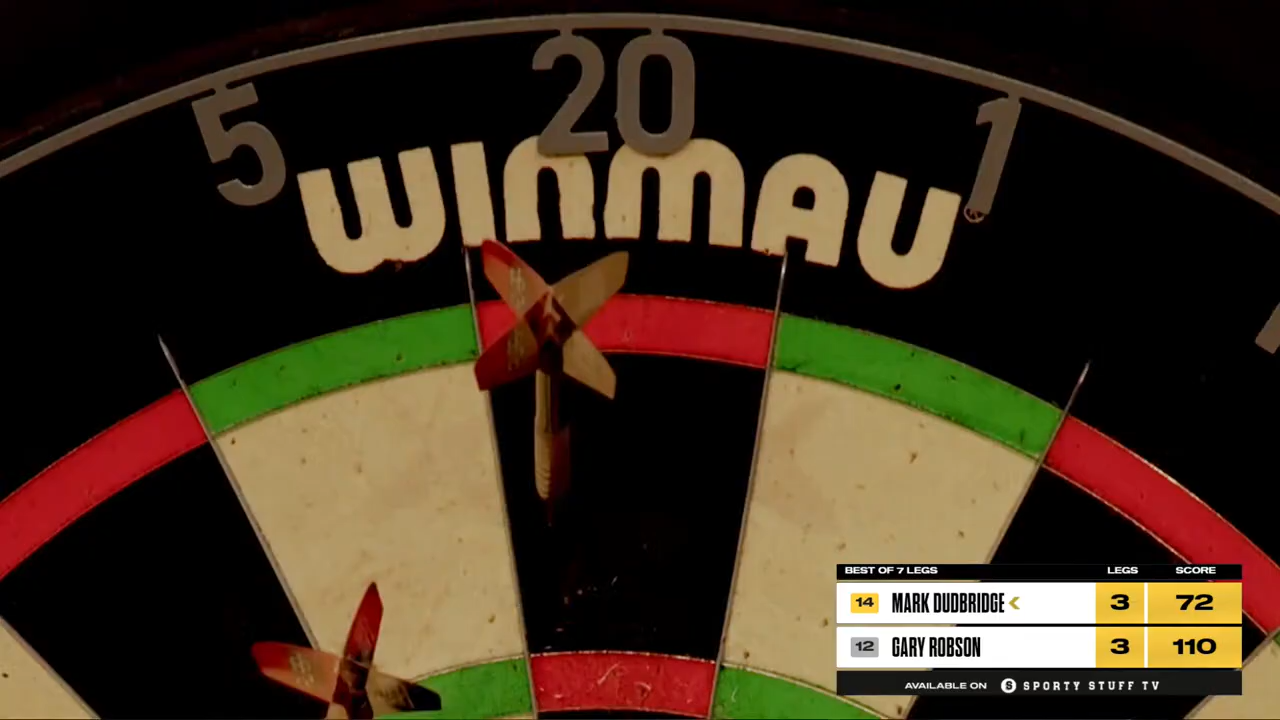 5 20 1
WINMAU
BEST OF 7 LEGS LEGS SCORE
14 MARK DUDBRIDGE 3 72
12 GARY ROBSON 3 110
AVAILABLE ON S SPORTY STUFF TV